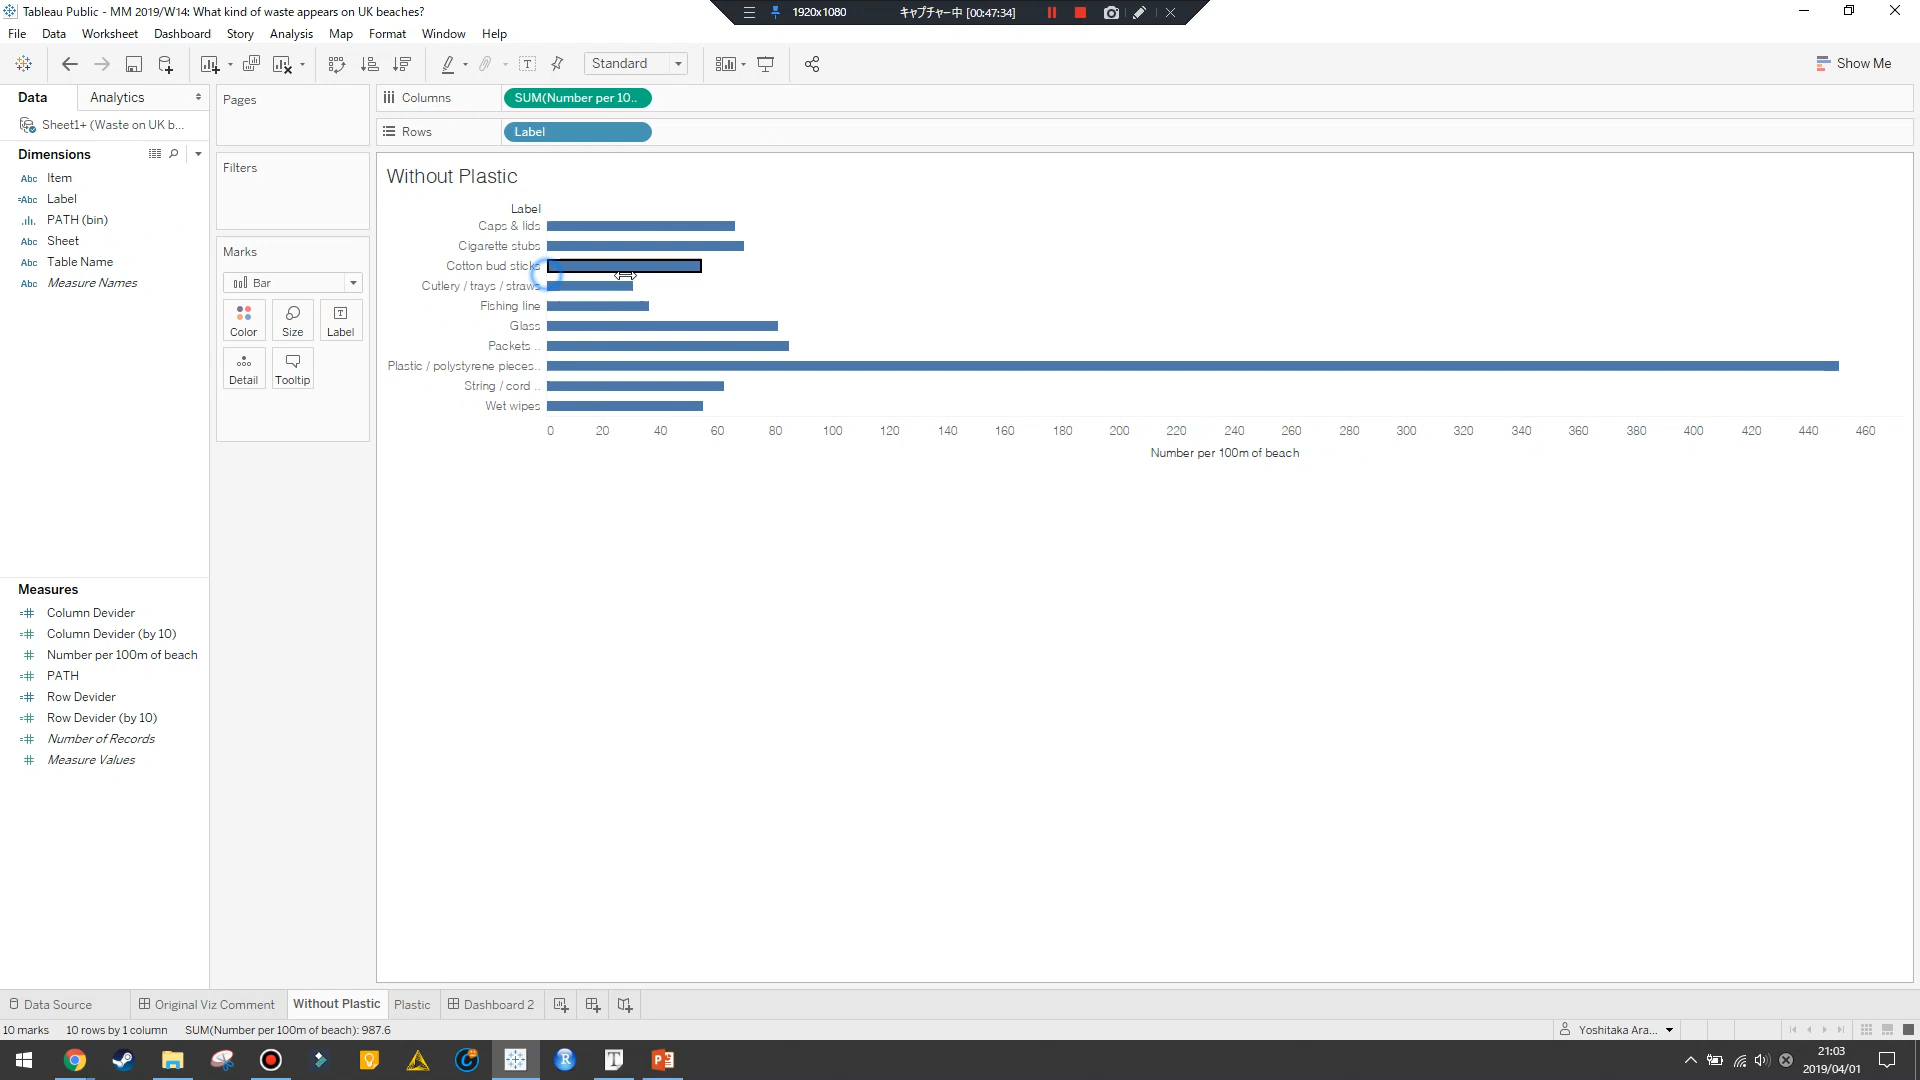 Tableau Public - MM 2019/W14: What kind of waste appears on UK beaches?
1920x1080
キャプチャー中 [00:47:34]
File Data Worksheet Dashboard Story Analysis Map Format Window Help
Standard
Show Me
Data
Analytics
Sheet1+ (Waste on UK b...
Dimensions
Abc Item
=Abc Label
PATH (bin)
Abc Sheet
Abc Table Name
Abc Measure Names
Measures
=# Column Devider
=# Column Devider (by 10)
# Number per 100m of beach
=# PATH
=# Row Devider
=# Row Devider (by 10)
=# Number of Records
# Measure Values
Pages
Filters
Marks
Bar
Color
Size
T
Label
Detail
Tooltip
Columns
SUM(Number per 10..
Rows
Label
Without Plastic
Label
Caps & lids
Cigarette stubs
Cotton bud sticks
Cutlery / trays / straws
Fishing line
Glass
Packets ..
Plastic / polystyrene pieces..
String / cord ..
Wet wipes
0 20 40 60 80 100 120 140 160 180 200 220 240 260 280 300 320 340 360 380 400 420 440 460
Number per 100m of beach
Data Source
Original Viz Comment
Without Plastic
Plastic
Dashboard 2
10 marks
10 rows by 1 column
SUM(Number per 100m of beach): 987.6
Yoshitaka Ara...
21:03
2019/04/01